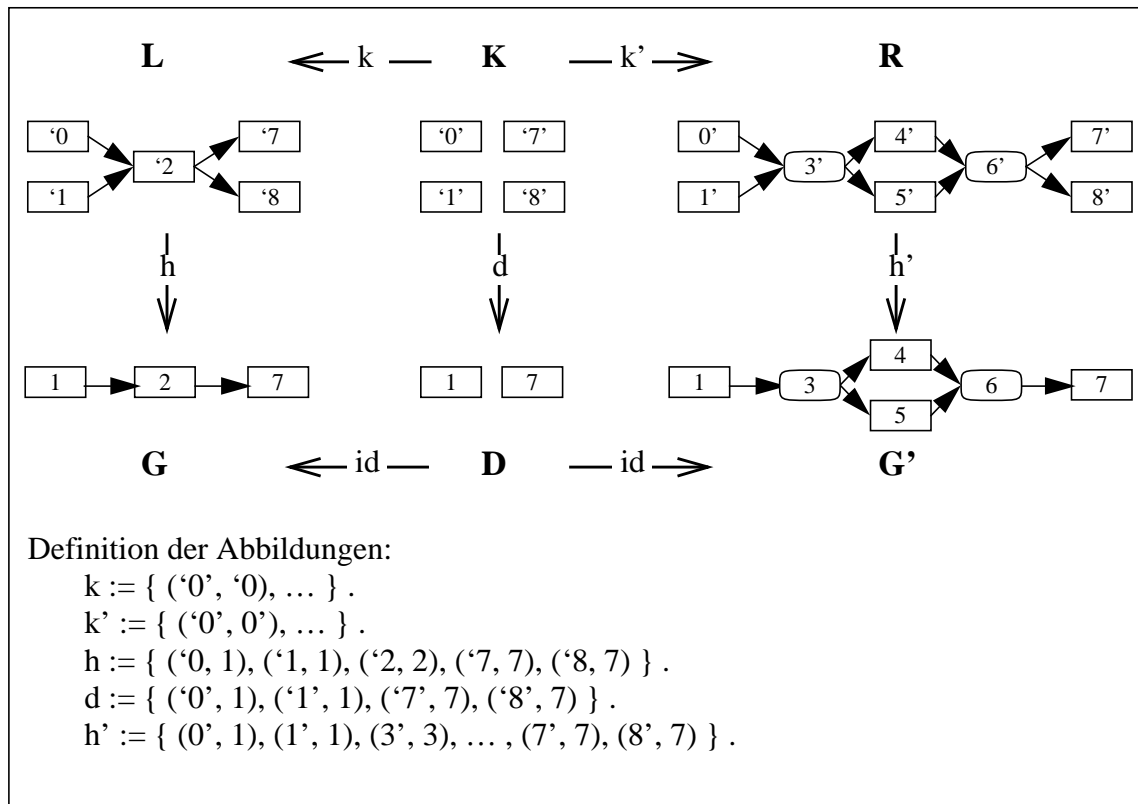 L k K k’ R
‘0 ‘7 ‘0’ ‘7’ 0’ 4’ 7’
‘2 3’ 6’
‘1 ‘8 ‘1’ ‘8’ 1’ 5’ 8’
h d h’
4
1 2 7 1 7 1 3 6 7
5
G id D id G’
Definition der Abbildungen:
k := { (‘0’, ‘0), … } .
k’ := { (‘0’, 0’), … } .
h := { (‘0, 1), (‘1, 1), (‘2, 2), (‘7, 7), (‘8, 7) } .
d := { (‘0’, 1), (‘1’, 1), (‘7’, 7), (‘8’, 7) } .
h’ := { (0’, 1), (1’, 1), (3’, 3), … , (7’, 7), (8’, 7) } .